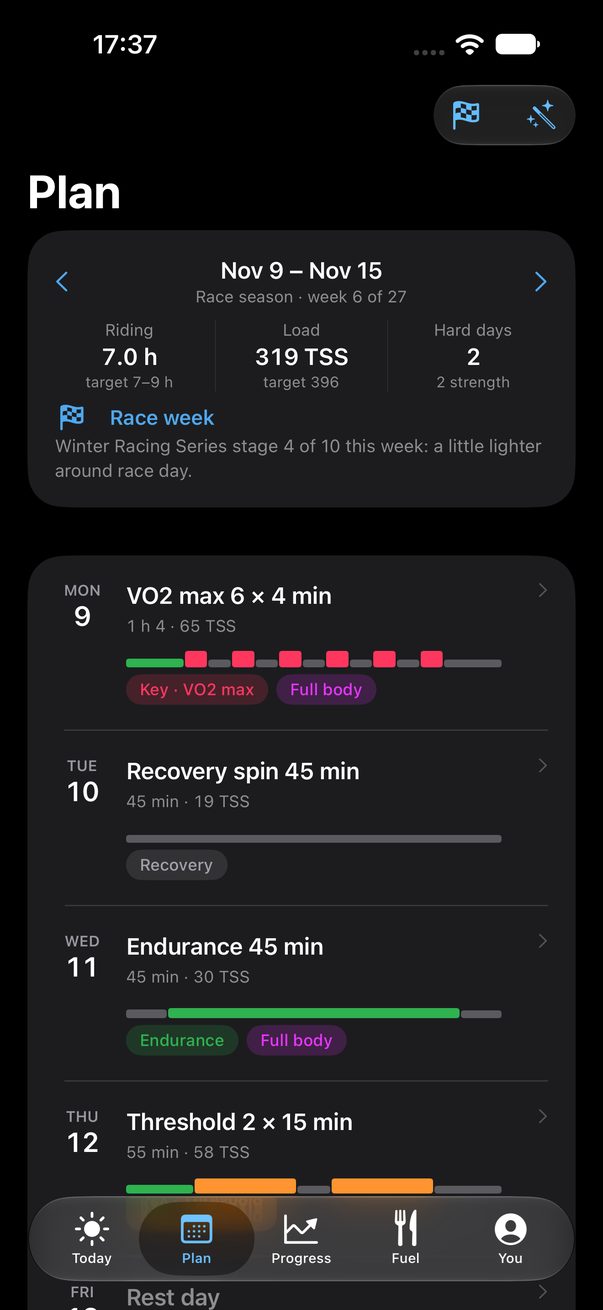 17:37
Plan
Nov 9 – Nov 15
Race season · week 6 of 27
Riding
Load
Hard days
7.0 h
319 TSS
2
target 7–9 h
target 396
2 strength
Race week
Winter Racing Series stage 4 of 10 this week: a little lighter
around race day.
MON
9
VO2 max 6 × 4 min
1 h 4 · 65 TSS
Key · VO2 max
Full body
TUE
10
Recovery spin 45 min
45 min · 19 TSS
Recovery
WED
11
Endurance 45 min
45 min · 30 TSS
Endurance
Full body
THU
12
Threshold 2 × 15 min
55 min · 58 TSS
Today
Plan
Progress
Fuel
You
FRI
Rest day